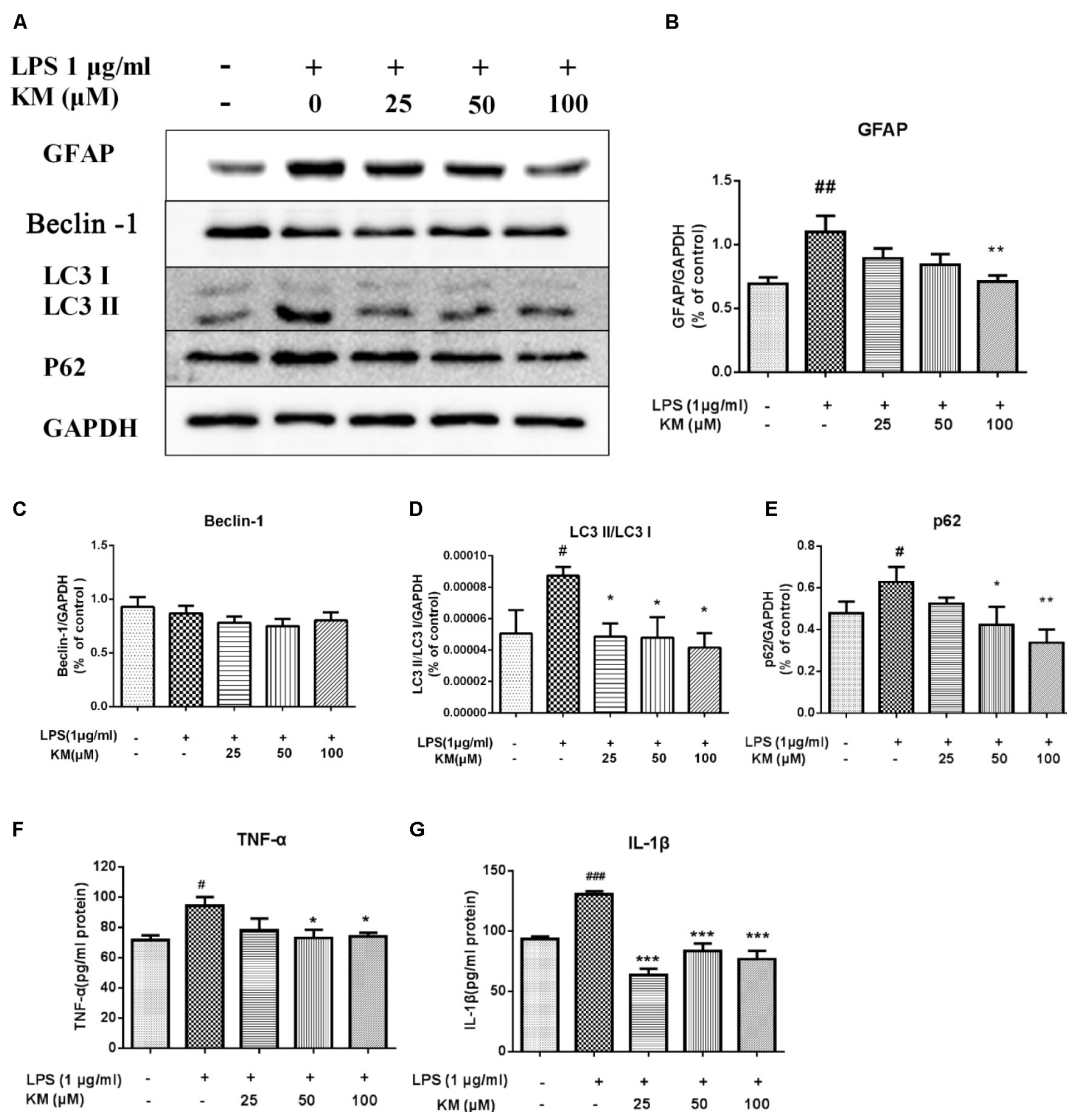 A
LPS 1 µg/ml - + + + +
KM (µM) - 0 25 50 100
GFAP
Beclin -1
LC3 I
LC3 II
P62
GAPDH
B
GFAP
GFAP/GAPDH
(% of control)
1.5
1.0
0.5
0.0
##
**
LPS (1µg/ml) - + + + +
KM (µM) - - 25 50 100
C
Beclin-1
Beclin-1/GAPDH
(% of control )
1.5
1.0
0.5
0.0
LPS(1µg/ml) - + + + +
KM(µM) - - 25 50 100
D
LC3 II/LC3 I
LC3 II/LC3 I/GAPDH
(% of control)
0.00010
0.00008
0.00006
0.00004
0.00002
0.00000
#
* * *
LPS(1µg/ml) - + + + +
KM(µM) - - 25 50 100
E
p62
p62/GAPDH
(% of control)
0.8
0.6
0.4
0.2
0.0
#
* **
LPS (1µg/ml) - + + + +
KM (µM) - - 25 50 100
F
TNF-α
TNF-α(pg/ml protein)
120
100
80
60
40
20
0
#
* *
LPS (1 µg/ml) - + + + +
KM (µM) - - 25 50 100
G
IL-1β
IL-1β(pg/ml protein)
150
100
50
0
###
*** *** ***
LPS (1 µg/ml) - + + + +
KM (µM) - - 25 50 100